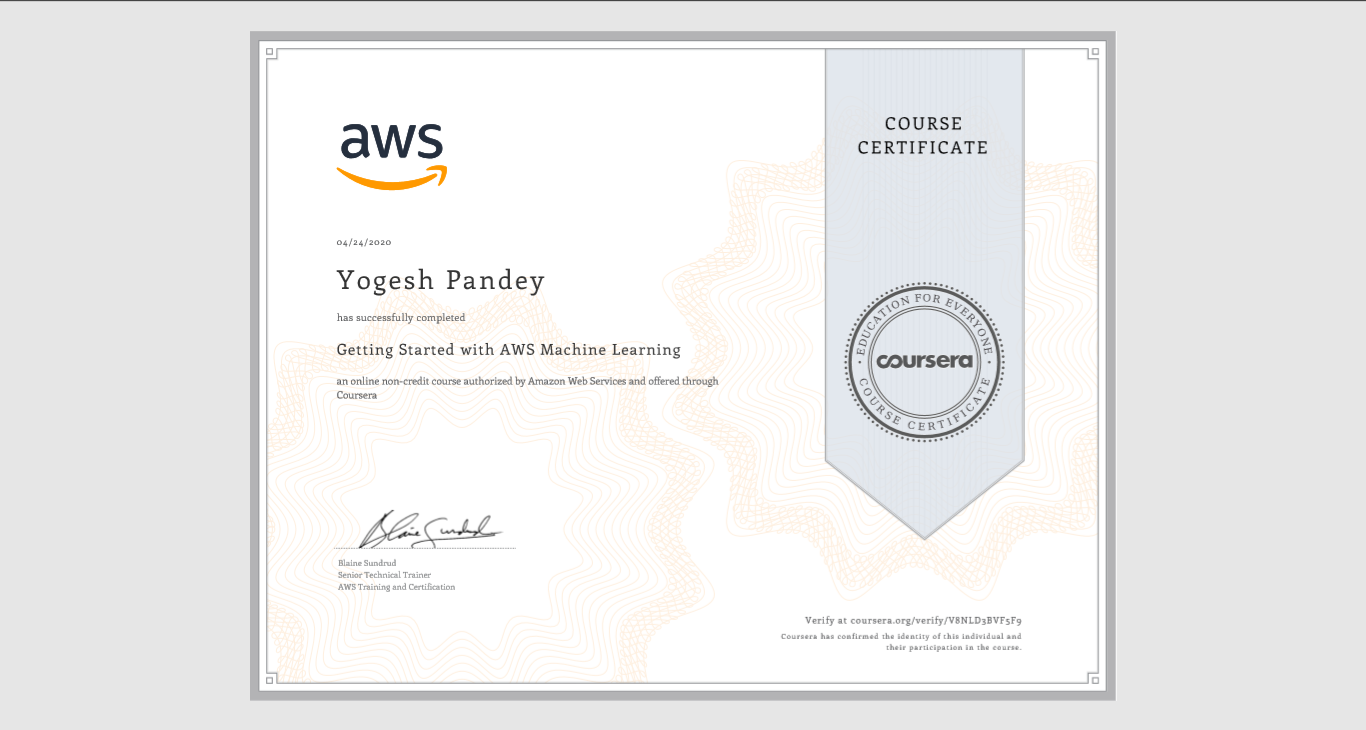 aws
COURSE
CERTIFICATE
04/24/2020
Yogesh Pandey
has successfully completed
Getting Started with AWS Machine Learning
an online non-credit course authorized by Amazon Web Services and offered through
Coursera
EDUCATION FOR EVERYONE
coursera
COURSE CERTIFICATE
Blaine Sundrud
Blaine Sundrud
Senior Technical Trainer
AWS Training and Certification
Verify at coursera.org/verify/V8NLD3BVF5F9
Coursera has confirmed the identity of this individual and
their participation in the course.